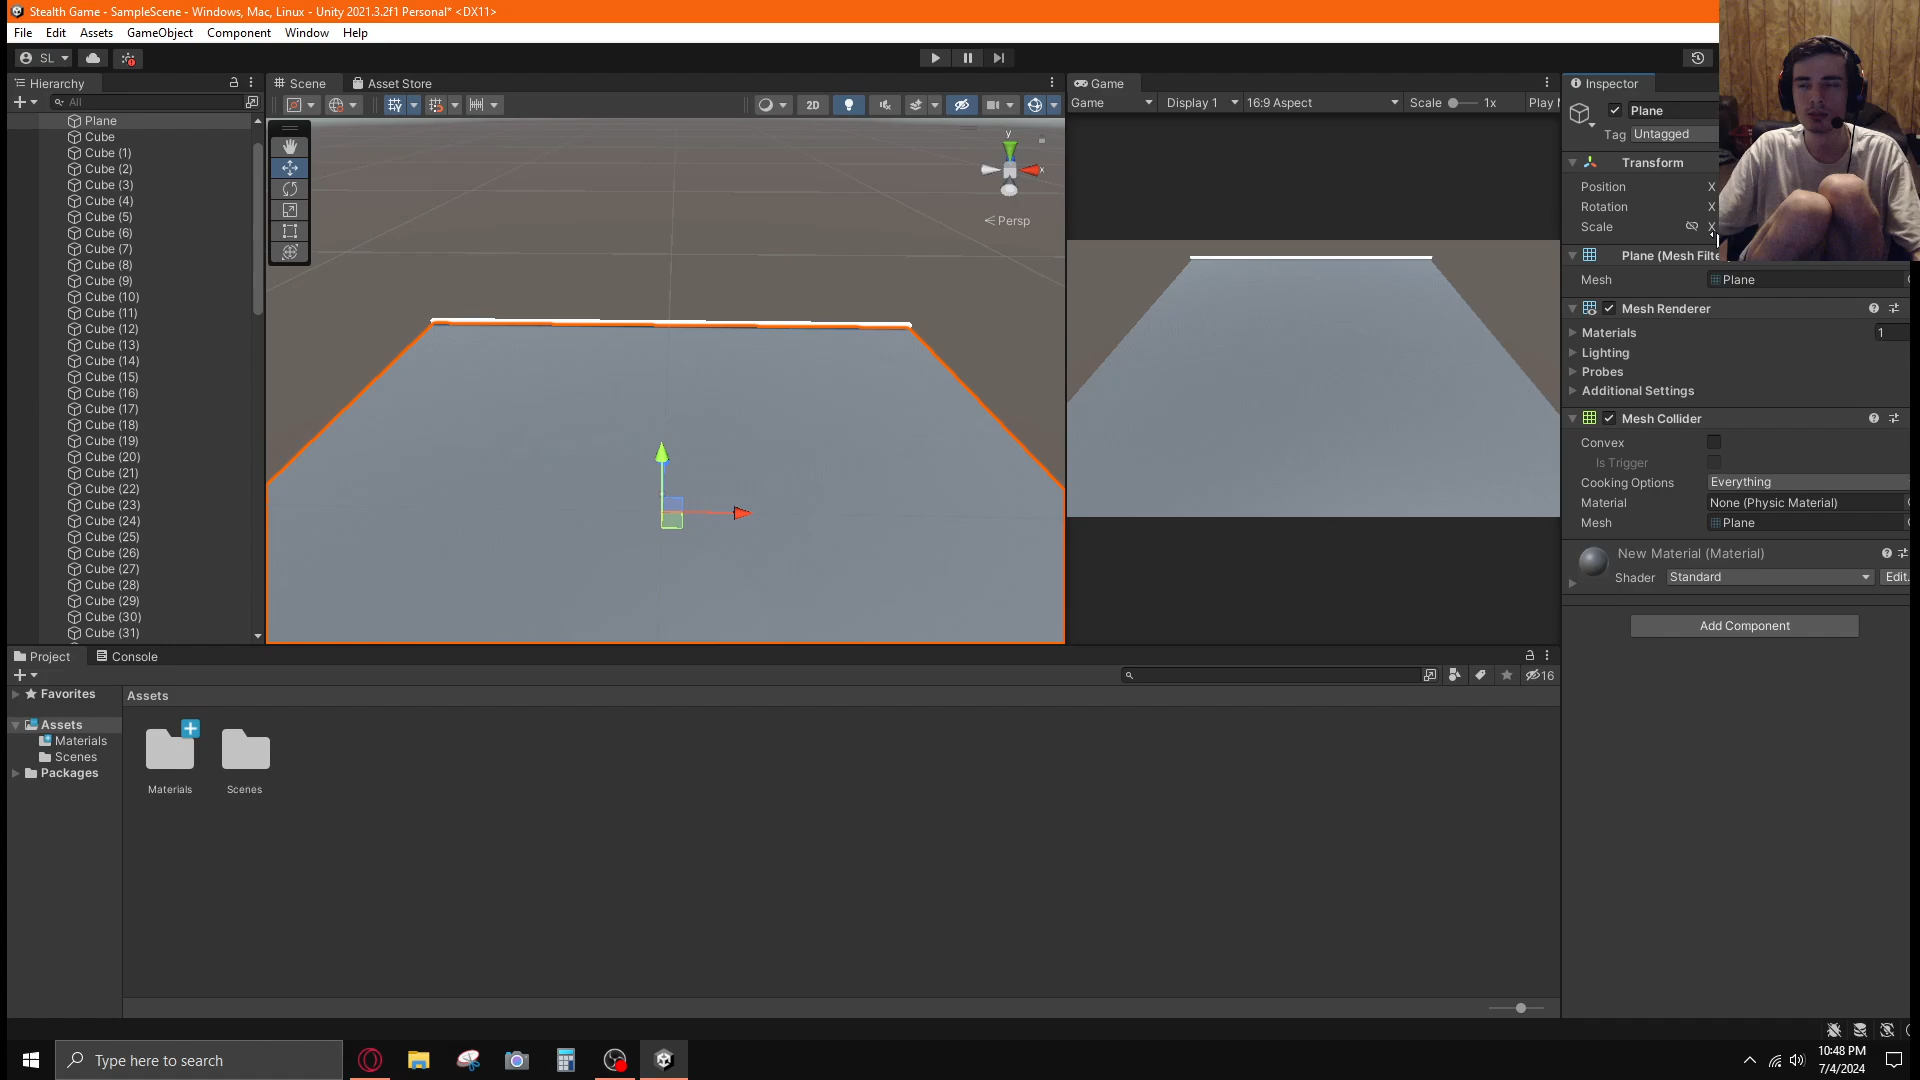 Stealth Game - SampleScene - Windows, Mac, Linux - Unity 2021.3.2f1 Personal* <DX11>
File Edit Assets GameObject Component Window Help
SL
Hierarchy
All
Plane
Cube
Cube (1)
Cube (2)
Cube (3)
Cube (4)
Cube (5)
Cube (6)
Cube (7)
Cube (8)
Cube (9)
Cube (10)
Cube (11)
Cube (12)
Cube (13)
Cube (14)
Cube (15)
Cube (16)
Cube (17)
Cube (18)
Cube (19)
Cube (20)
Cube (21)
Cube (22)
Cube (23)
Cube (24)
Cube (25)
Cube (26)
Cube (27)
Cube (28)
Cube (29)
Cube (30)
Cube (31)
Scene Asset Store
2D
y
x
Persp
Game
Game Display 1 16:9 Aspect Scale 1x Play M
Inspector
Plane
Tag Untagged
Transform
Position X
Rotation X
Scale X
Plane (Mesh Filte
Mesh Plane
Mesh Renderer
Materials 1
Lighting
Probes
Additional Settings
Mesh Collider
Convex
Is Trigger
Cooking Options Everything
Material None (Physic Material)
Mesh Plane
New Material (Material)
Shader Standard Edit.
Add Component
Project Console
16
Favorites
Assets
Materials
Scenes
Packages
Assets
Materials Scenes
Type here to search
10:48 PM
7/4/2024